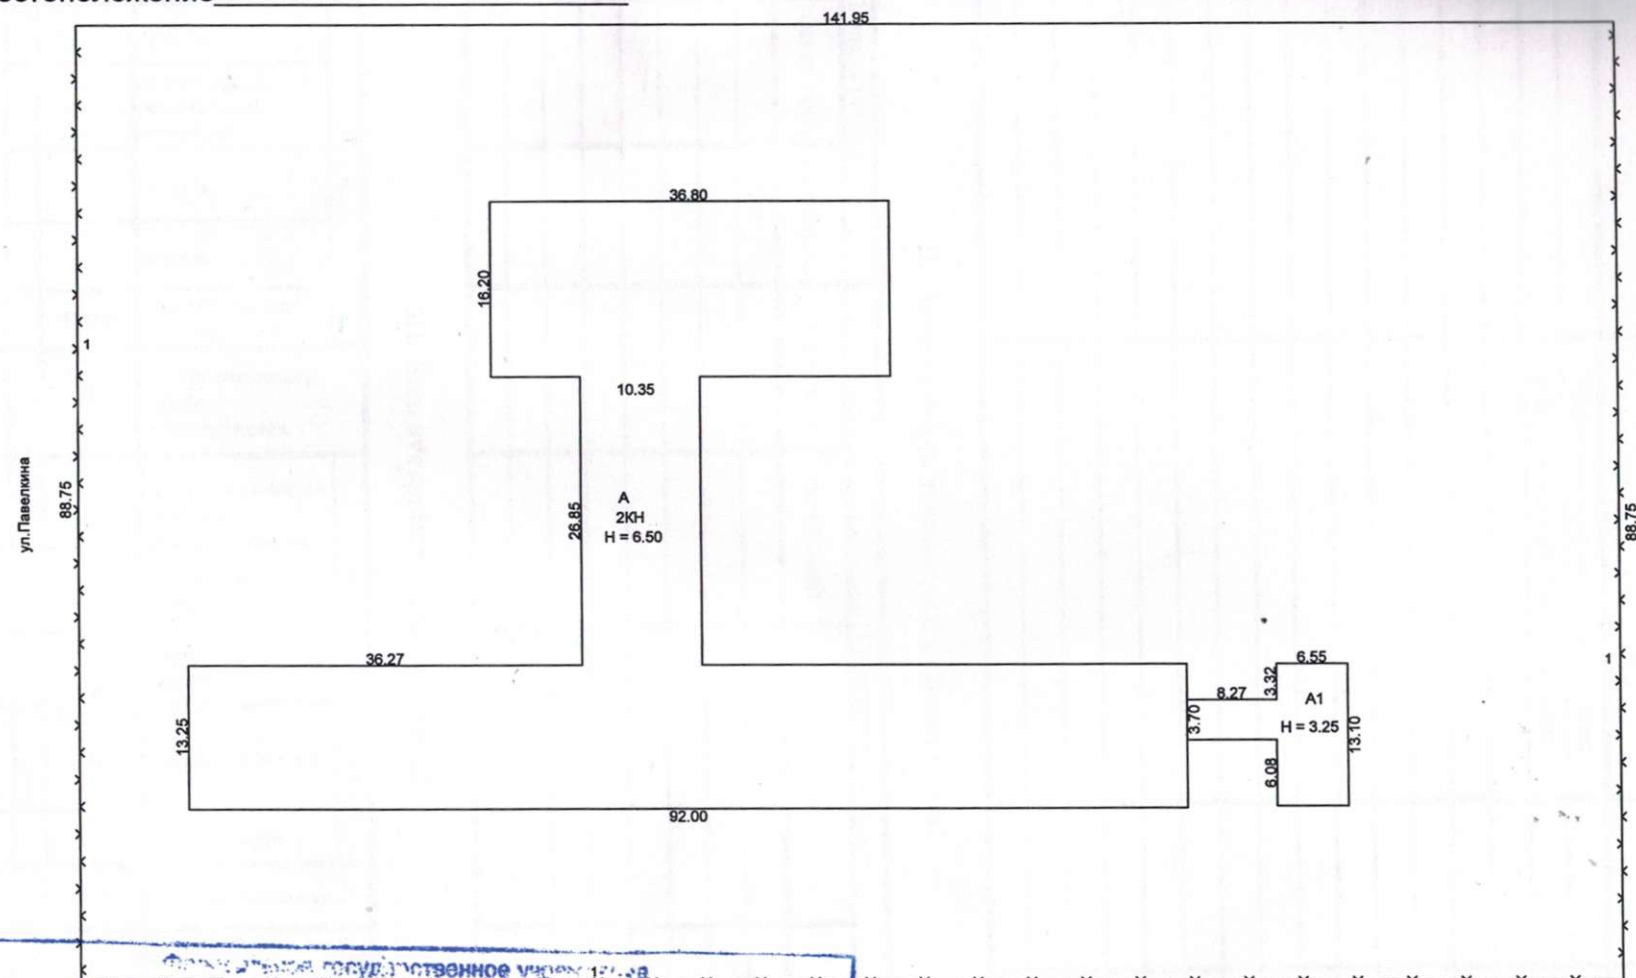 141.95
36.80
16.20
1
10.35
ул.Павелкина
88.75
26.85
А
2КН
Н = 6.50
88.75
36.27
6.55
1
3.32
8.27
А1
3.70
Н = 3.25
13.10
13.25
6.08
92.00
государственное
1